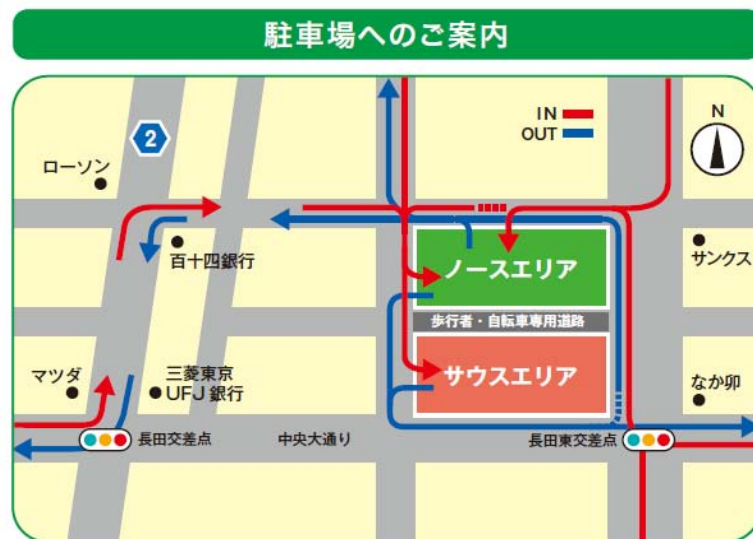 駐車場へのご案内
IN
OUT
N
2
ローソン
百十四銀行
サンクス
ノースエリア
歩行者・自転車専用道路
サウスエリア
マツダ
三菱東京
UFJ 銀行
なか卯
長田交差点
中央大通り
長田東交差点